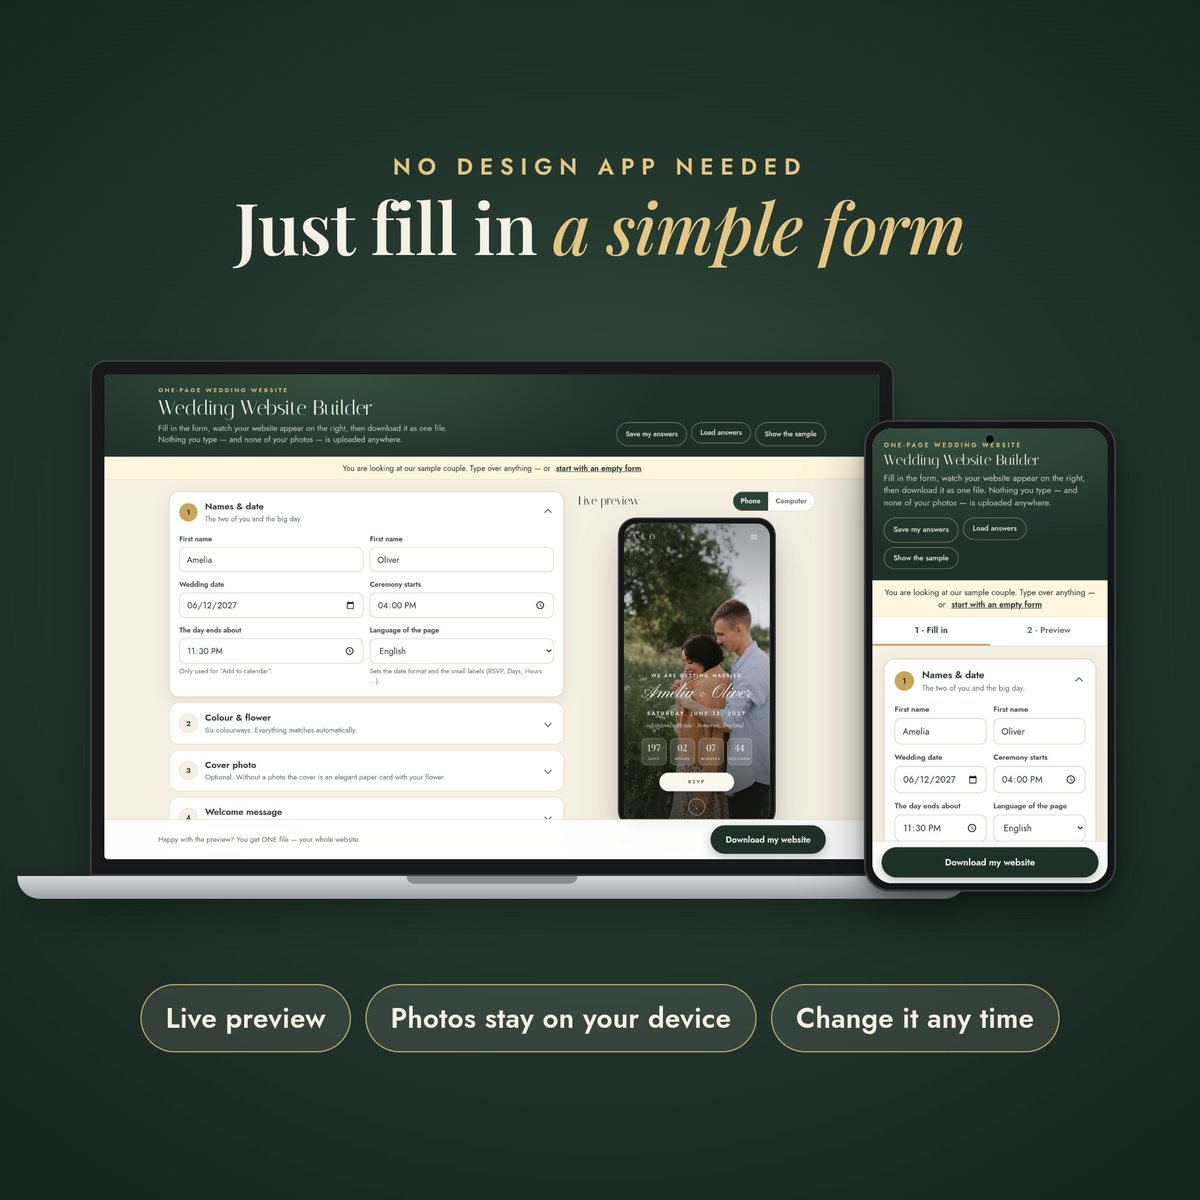 NO DESIGN APP NEEDED
Just fill in a simple form
ONE-PAGE WEDDING WEBSITE
Wedding Website Builder
Fill in the form, watch your website appear on the right, then download it as one file.
Nothing you type — and none of your photos — is uploaded anywhere.
Save my answers
Load answers
Show the sample
You are looking at our sample couple. Type over anything — or start with an empty form
1
Names & date
The two of you and the big day.
First name
First name
Amelia
Oliver
Wedding date
Ceremony starts
06/12/2027
04:00 PM
The day ends about
Language of the page
11:30 PM
English
Only used for "Add to calendar".
Sets the date format and the small labels (RSVP, Days, Hours
…).
2
Colour & flower
Six colourways. Everything matches automatically.
3
Cover photo
Optional. Without a photo the cover is an elegant paper card with your flower.
4
Welcome message
Happy with the preview? You get ONE file — your whole website.
Download my website
Live preview
Phone
Computer
A & O
WE ARE GETTING MARRIED
Amelia & Oliver
SATURDAY, JUNE 12, 2027
House · Somerset, England
197
02
07
44
DAYS
HOURS
MINUTES
SECONDS
RSVP
ONE-PAGE WEDDING WEBSITE
Wedding Website Builder
Fill in the form, watch your website appear on the right,
then download it as one file. Nothing you type — and
none of your photos — is uploaded anywhere.
Save my answers
Load answers
Show the sample
You are looking at our sample couple. Type over anything —
or start with an empty form
1 · Fill in
2 · Preview
1
Names & date
The two of you and the big day.
First name
First name
Amelia
Oliver
Wedding date
Ceremony starts
06/12/2027
04:00 PM
The day ends about
Language of the page
11:30 PM
English
Download my website
Live preview
Photos stay on your device
Change it any time